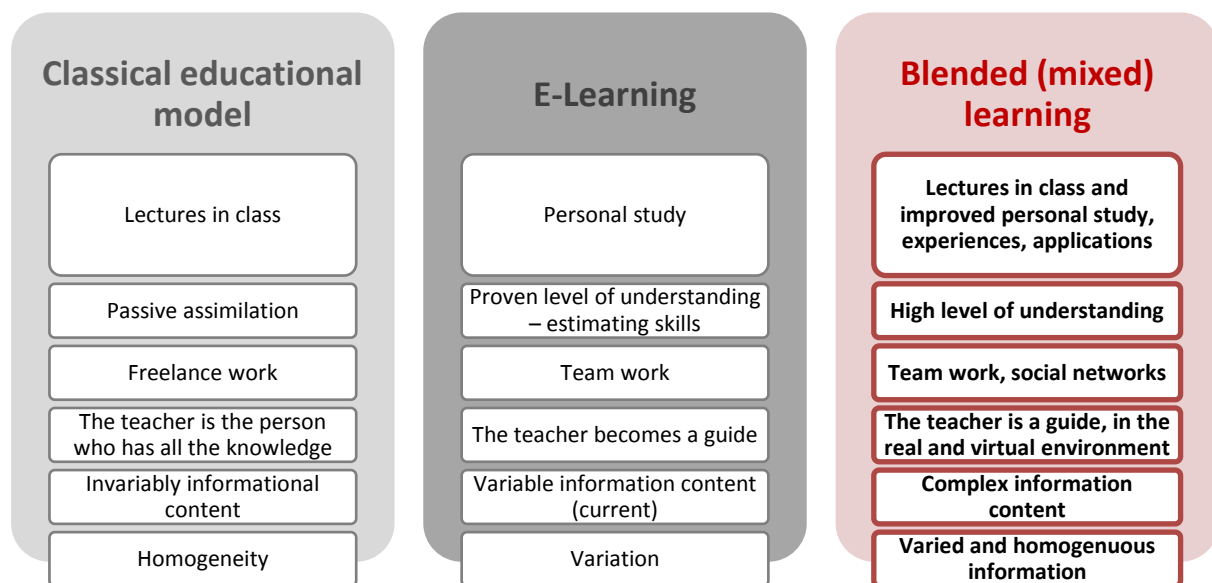 Classical educational
model
Lectures in class
Passive assimilation
Freelance work
The teacher is the person
who has all the knowledge
Invariably informational
content
Homogeneity
E-Learning
Personal study
Proven level of understanding
– estimating skills
Team work
The teacher becomes a guide
Variable information content
(current)
Variation
Blended (mixed)
learning
Lectures in class and
improved personal study,
experiences, applications
High level of understanding
Team work, social networks
The teacher is a guide, in the
real and virtual environment
Complex information
content
Varied and homogenuous
information